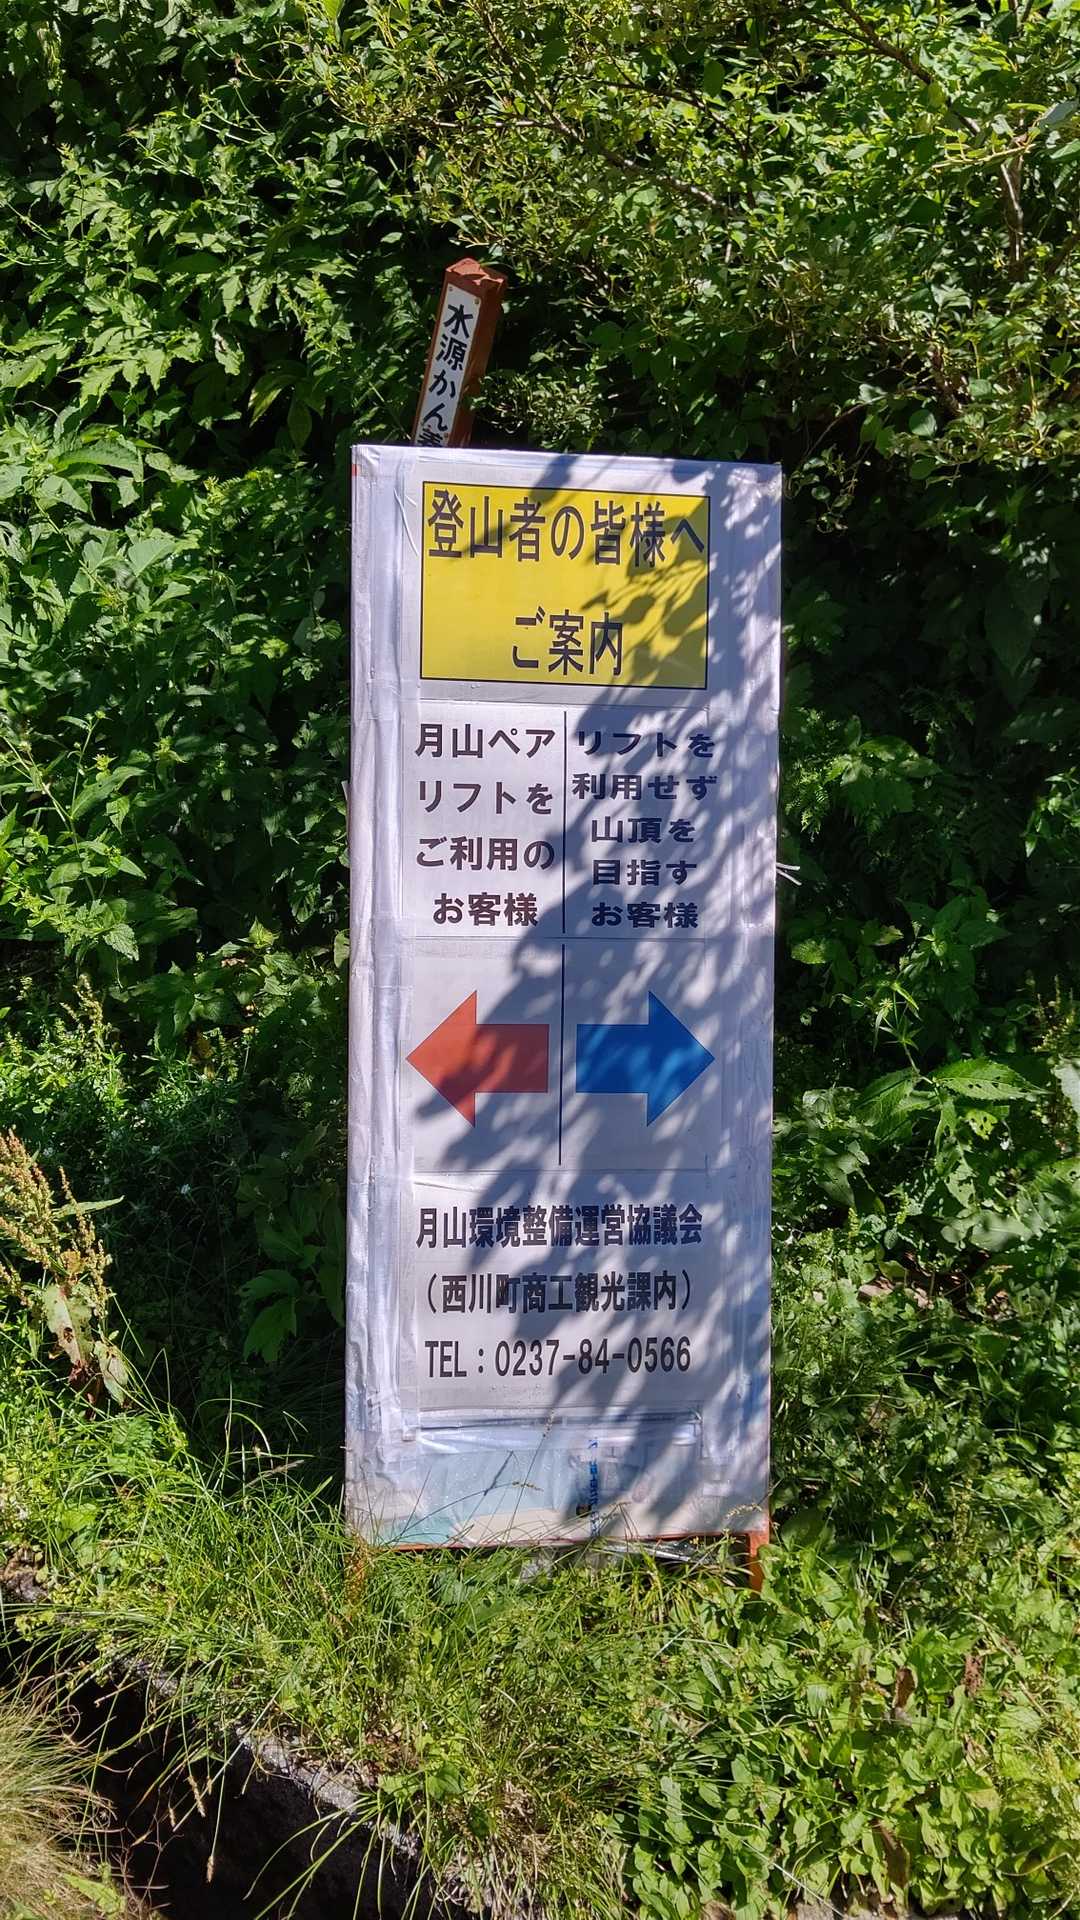 水源かん養
登山者の皆様へ
ご案内
月山ペア
リフトを
ご利用の
お客様
リフトを
利用せず
山頂を
目指す
お客様
月山環境整備運営協議会
（西川町商工観光課内）
TEL：0237-84-0566